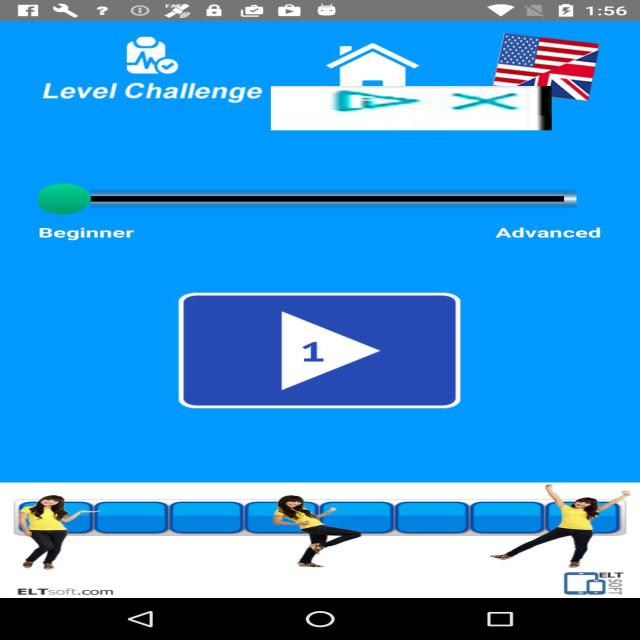 1:56
Level Challenge
Beginner
Advanced
1
ELTsoft.com
ELT
SOFT